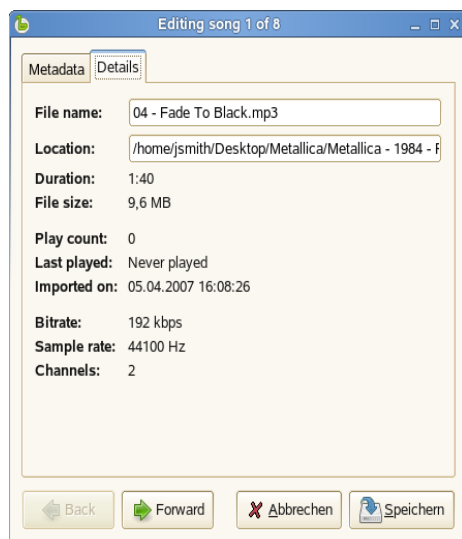 Editing song 1 of 8
Metadata Details
File name: 04 - Fade To Black.mp3
Location: /home/jsmith/Desktop/Metallica/Metallica - 1984 -
Duration: 1:40
File size: 9,6 MB
Play count: 0
Last played: Never played
Imported on: 05.04.2007 16:08:26
Bitrate: 192 kbps
Sample rate: 44100 Hz
Channels: 2
Back Forward Abbrechen Speichern